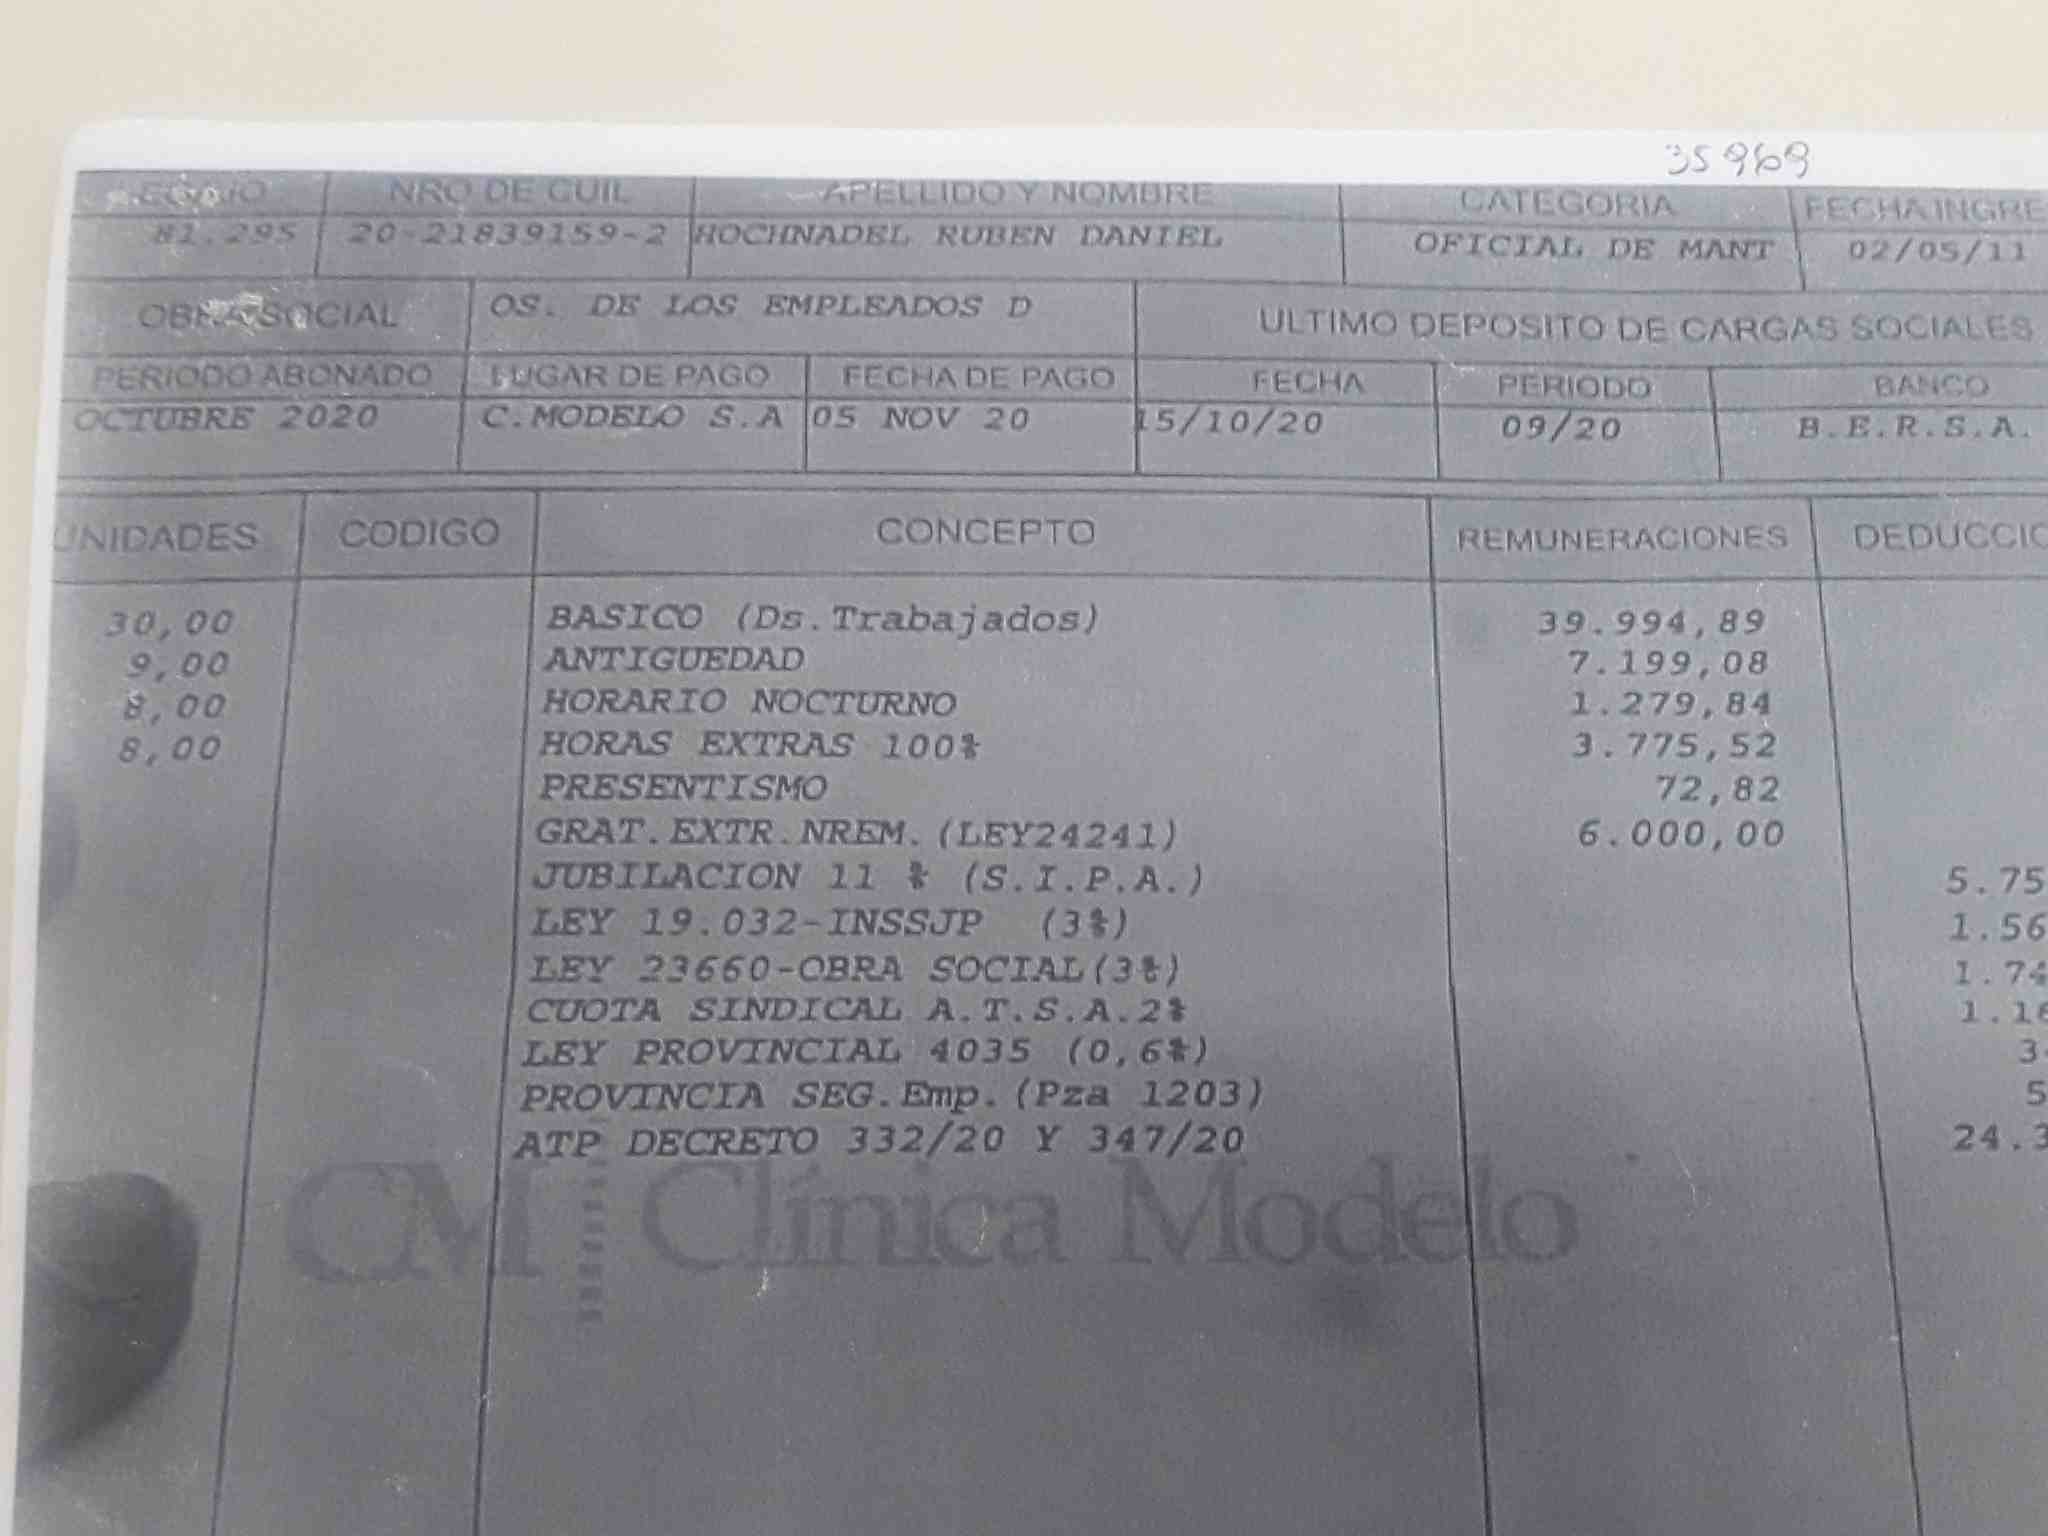 35969
LEGAJO NRO DE CUIL APELLIDO Y NOMBRE CATEGORIA FECHA INGRE
81.295 20-21839159-2 HOCHNADEL RUBEN DANIEL OFICIAL DE MANT 02/05/11
OBRA SOCIAL OS. DE LOS EMPLEADOS D ULTIMO DEPOSITO DE CARGAS SOCIALES
PERIODO ABONADO LUGAR DE PAGO FECHA DE PAGO FECHA PERIODO BANCO
OCTUBRE 2020 C.MODELO S.A 05 NOV 20 15/10/20 09/20 B.E.R.S.A.
UNIDADES CODIGO CONCEPTO REMUNERACIONES DEDUCCIO
30,00 BASICO (Ds.Trabajados) 39.994,89
9,00 ANTIGUEDAD 7.199,08
8,00 HORARIO NOCTURNO 1.279,84
8,00 HORAS EXTRAS 100% 3.775,52
PRESENTISMO 72,82
GRAT.EXTR.NREM.(LEY24241) 6.000,00
JUBILACION 11 % (S.I.P.A.) 5.75
LEY 19.032-INSSJP (3%) 1.56
LEY 23660-OBRA SOCIAL(3%) 1.74
CUOTA SINDICAL A.T.S.A.2% 1.16
LEY PROVINCIAL 4035 (0,6%) 3
PROVINCIA SEG.Emp.(Pza 1203) 5
ATP DECRETO 332/20 Y 347/20 24.3
CM Clínica Modelo